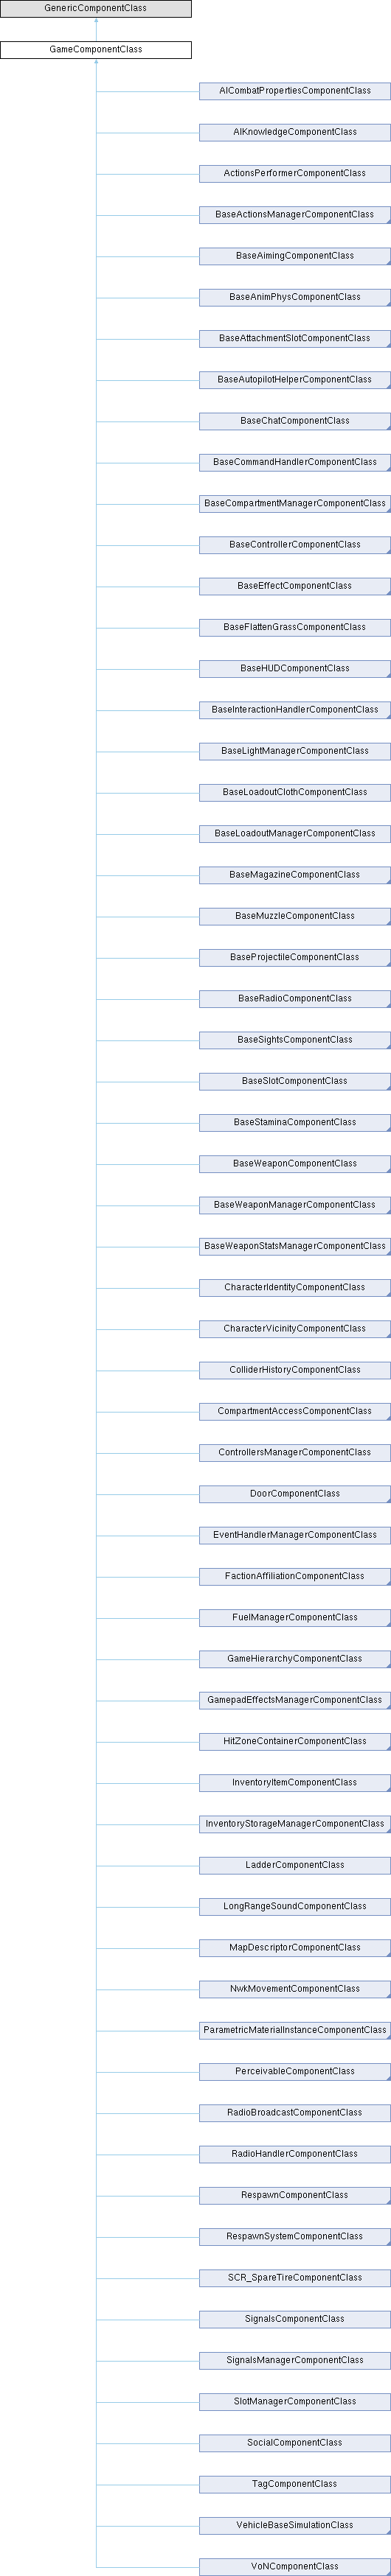 GenericComponentClass
GameComponentClass
AICombatPropertiesComponentClass
AIKnowledgeComponentClass
ActionsPerformerComponentClass
BaseActionsManagerComponentClass
BaseAimingComponentClass
BaseAnimPhysComponentClass
BaseAttachmentSlotComponentClass
BaseAutopilotHelperComponentClass
BaseChatComponentClass
BaseCommandHandlerComponentClass
BaseCompartmentManagerComponentClass
BaseControllerComponentClass
BaseEffectComponentClass
BaseFlattenGrassComponentClass
BaseHUDComponentClass
BaseInteractionHandlerComponentClass
BaseLightManagerComponentClass
BaseLoadoutClothComponentClass
BaseLoadoutManagerComponentClass
BaseMagazineComponentClass
BaseMuzzleComponentClass
BaseProjectileComponentClass
BaseRadioComponentClass
BaseSightsComponentClass
BaseSlotComponentClass
BaseStaminaComponentClass
BaseWeaponComponentClass
BaseWeaponManagerComponentClass
BaseWeaponStatsManagerComponentClass
CharacterIdentityComponentClass
CharacterVicinityComponentClass
ColliderHistoryComponentClass
CompartmentAccessComponentClass
ControllersManagerComponentClass
DoorComponentClass
EventHandlerManagerComponentClass
FactionAffiliationComponentClass
FuelManagerComponentClass
GameHierarchyComponentClass
GamepadEffectsManagerComponentClass
HitZoneContainerComponentClass
InventoryItemComponentClass
InventoryStorageManagerComponentClass
LadderComponentClass
LongRangeSoundComponentClass
MapDescriptorComponentClass
NwkMovementComponentClass
ParametricMaterialInstanceComponentClass
PerceivableComponentClass
RadioBroadcastComponentClass
RadioHandlerComponentClass
RespawnComponentClass
RespawnSystemComponentClass
SCR_SpareTireComponentClass
SignalsComponentClass
SignalsManagerComponentClass
SlotManagerComponentClass
SocialComponentClass
TagComponentClass
VehicleBaseSimulationClass
VoNComponentClass